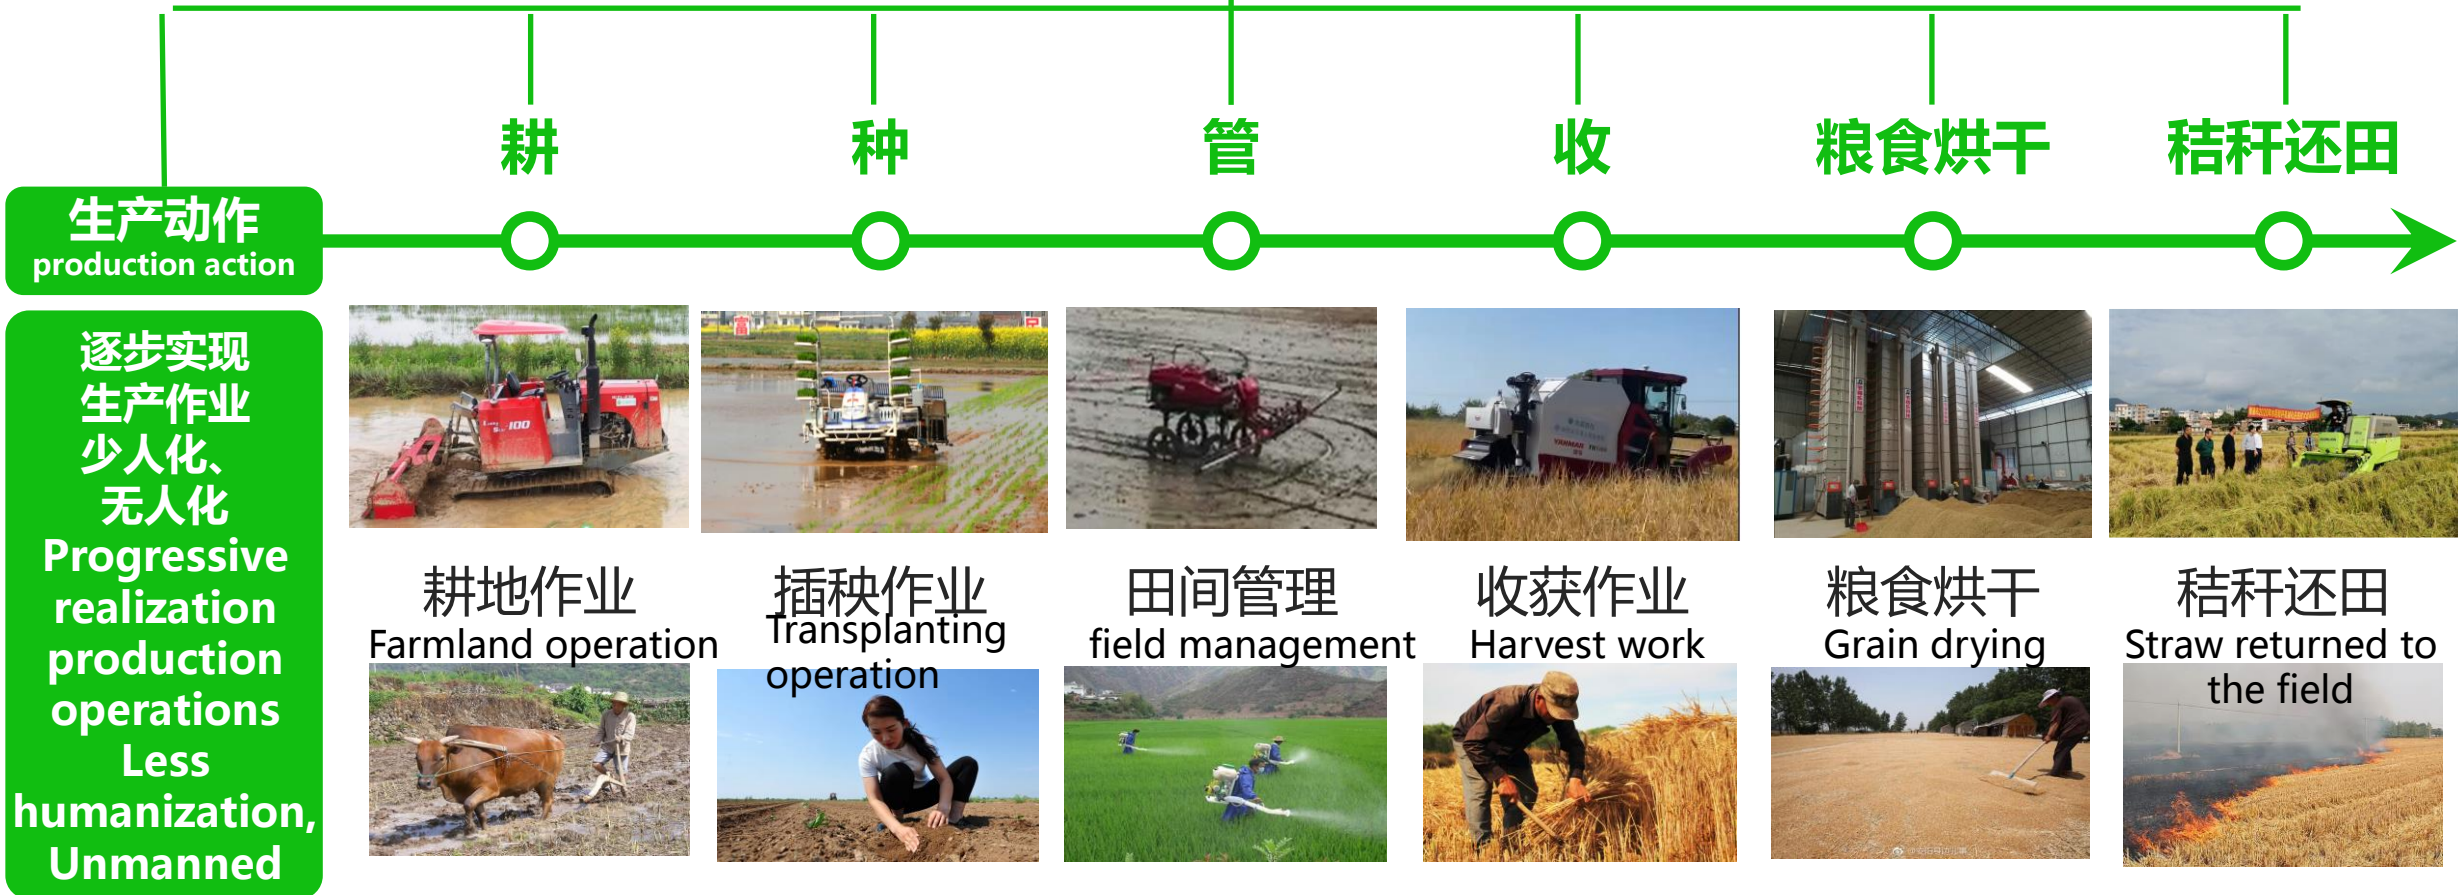 耕
种
管
收
粮食烘干
秸秆还田
生产动作
production action
逐步实现
生产作业
少人化、
无人化
Progressive
realization
production
operations
Less
humanization,
Unmanned
100
富
YANMAR
耕地作业
Farmland operation
插秧作业
Transplanting
operation
田间管理
field management
收获作业
Harvest work
粮食烘干
Grain drying
秸秆还田
Straw returned to
the field